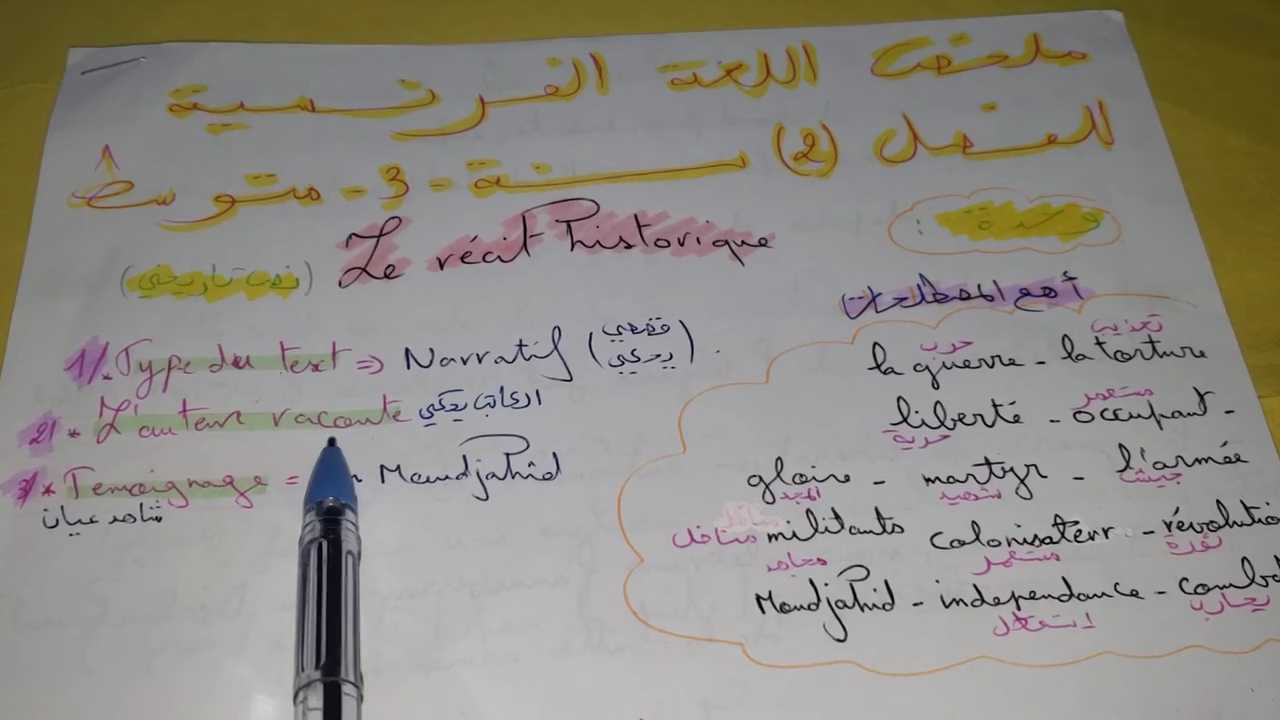 ملخص اللغة الفرنسية
للفصل (2) سنة - 3 - متوسط
وحدة :
Le récit historique (نص تاريخي)
1/. Type du text => Narratif (قصصي يحكي)
2/ * L'auteur raconte الكاتب يحكي
3/ * Temoignage = Moudjahid
شاهد عيان
أهم المصطلحات
حرب تعذيب
la guerre - la torture
مستعمر
liberté - occupant -
حرية
gloire - martyr - l'armée
المجد شهيد جيش
مناضل militants colonisateur - révolution
مجاهد مستعمر ثورة
Moudjahid - independance - comba
استقلال يحارب